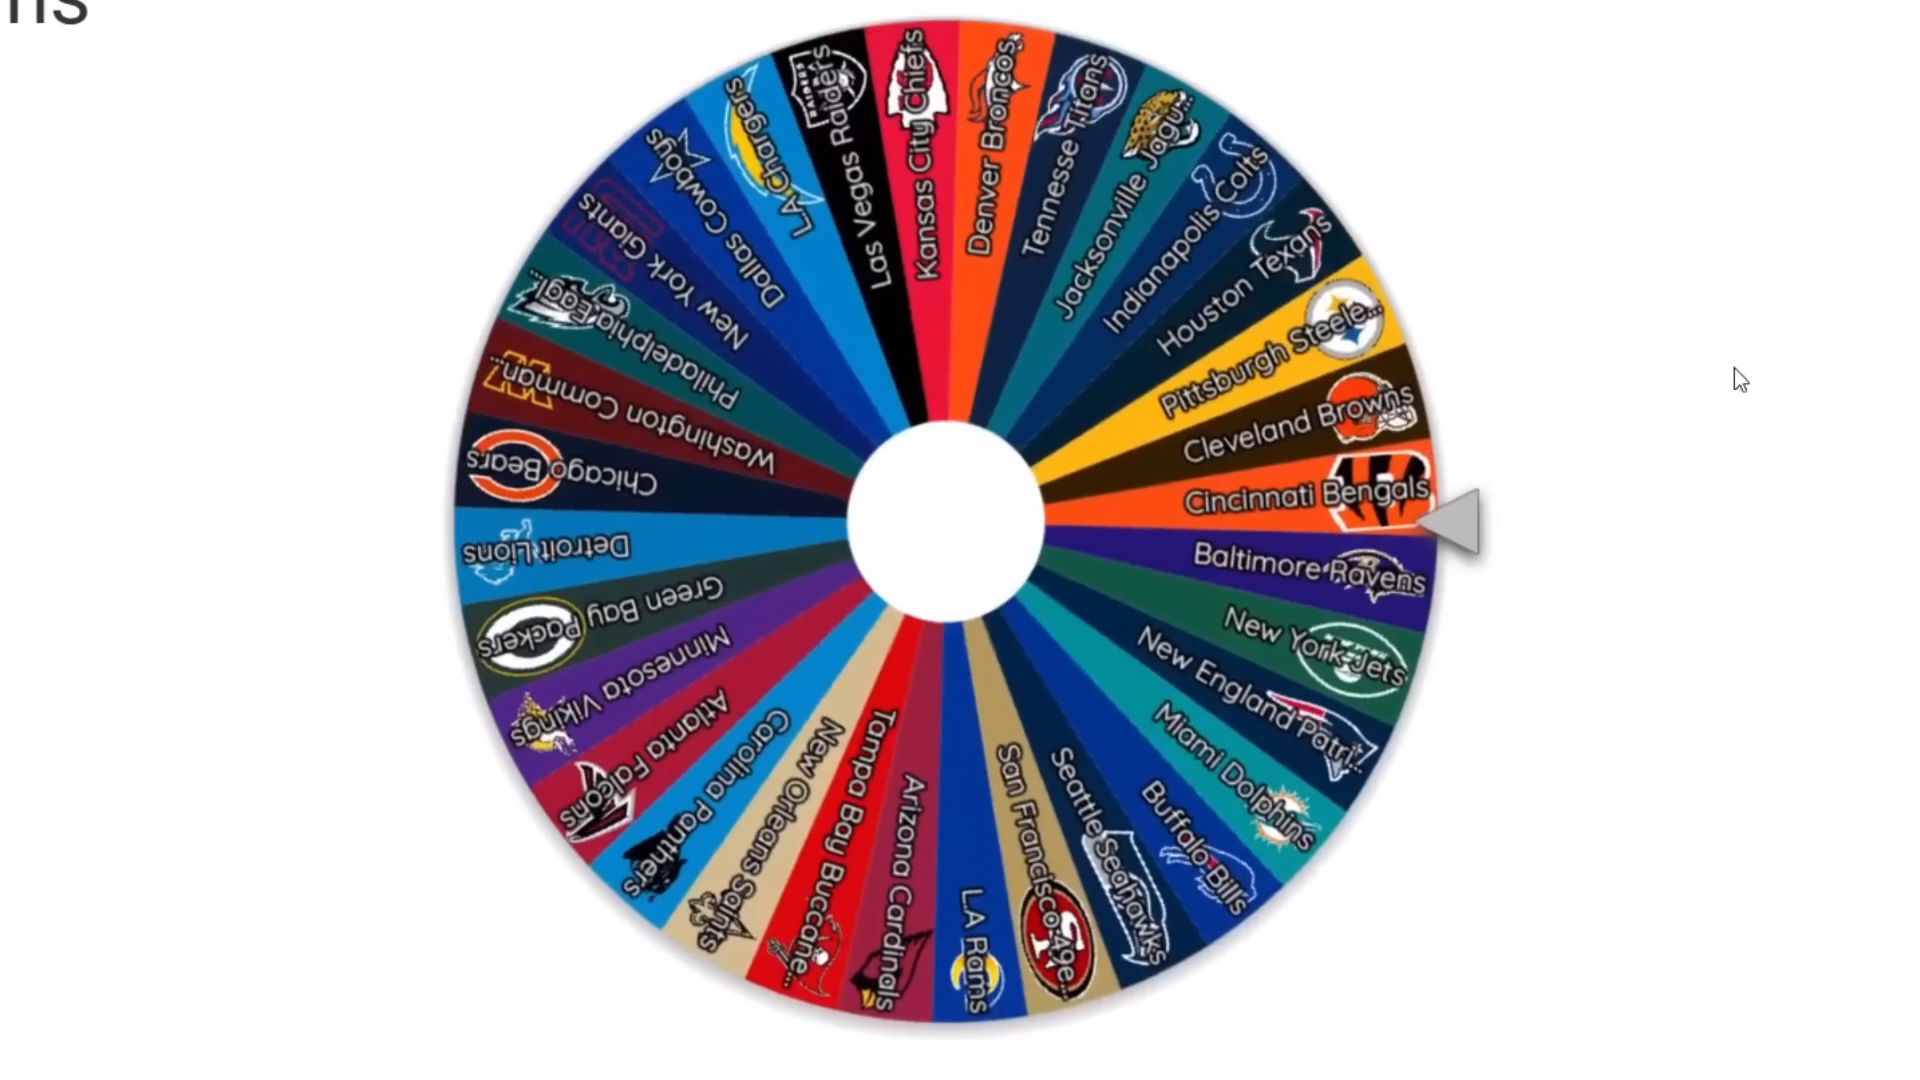 ns
Kansas City Chiefs
Denver Broncos
Tennesse Titans
Jacksonville Jagu...
Indianapolis Colts
Houston Texans
Pittsburgh Steele...
Cleveland Browns
Cincinnati Bengals
Baltimore Ravens
New York Jets
New England Patri...
Miami Dolphins
Buffalo Bills
Seattle Seahawks
San Francisco 49e...
LA Rams
Arizona Cardinals
Tampa Bay Buccane...
New Orleans Saints
Carolina Panthers
Atlanta Falcons
Minnesota Vikings
Green Bay Packers
Detroit Lions
Chicago Bears
Washington Comman...
Philadelphia Eagl...
New York Giants
Dallas Cowboys
LA Chargers
Las Vegas Raiders
RAIDERS